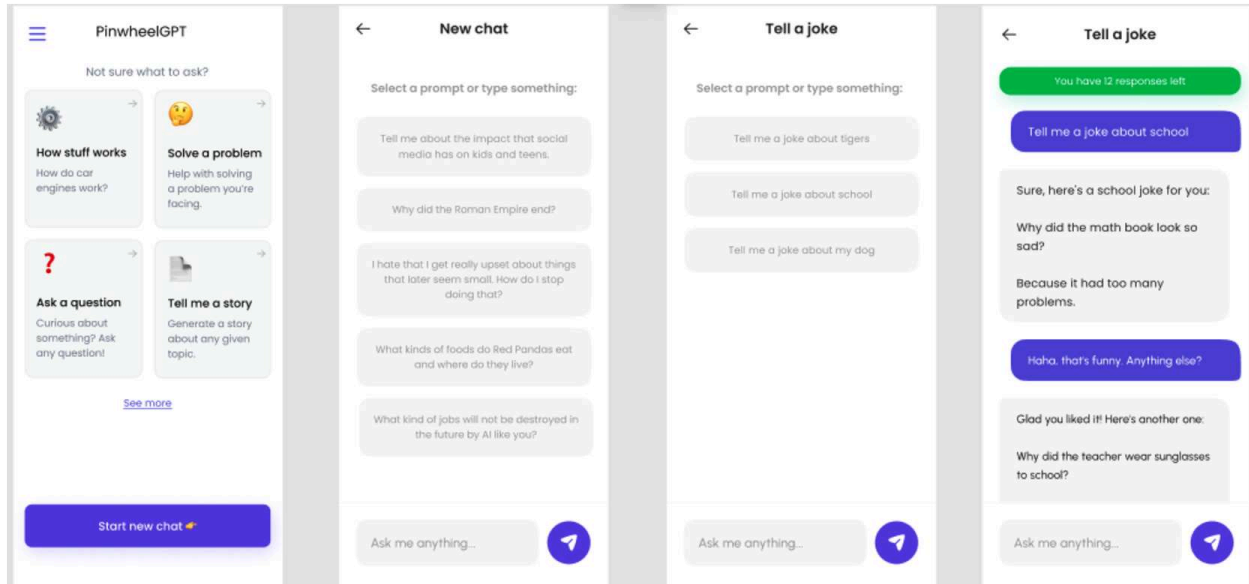 PinwheelGPT
Not sure what to ask?
How stuff works
How do car
engines work?
Solve a problem
Help with solving
a problem you're
facing.
Ask a question
Curious about
something? Ask
any question!
Tell me a story
Generate a story
about any given
topic.
See more
Start new chat
New chat
Select a prompt or type something:
Tell me about the impact that social
media has on kids and teens.
Why did the Roman Empire end?
I hate that I get really upset about things
that later seem small. How do I stop
doing that?
What kinds of foods do Red Pandas eat
and where do they live?
What kind of jobs will not be destroyed in
the future by AI like you?
Ask me anything...
Tell a joke
Select a prompt or type something:
Tell me a joke about tigers
Tell me a joke about school
Tell me a joke about my dog
Ask me anything...
Tell a joke
You have 12 responses left
Tell me a joke about school
Sure, here's a school joke for you:
Why did the math book look so
sad?
Because it had too many
problems.
Haha, that's funny. Anything else?
Glad you liked it! Here's another one:
Why did the teacher wear sunglasses
to school?
Ask me anything...